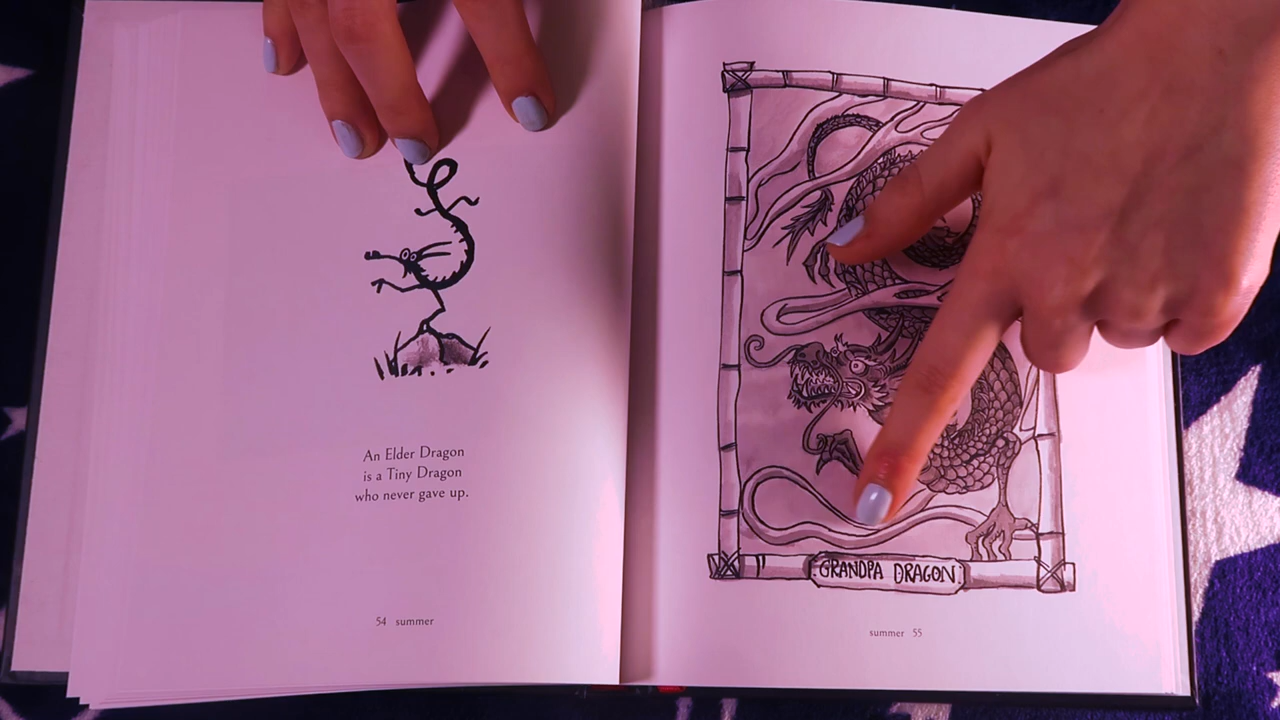 An Elder Dragon
is a Tiny Dragon
who never gave up.
54 summer
GRANDPA DRAGON
summer 55